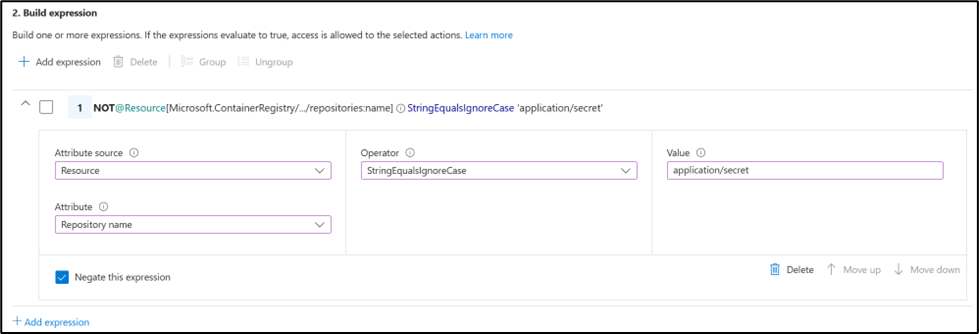 2. Build expression
Build one or more expressions. If the expressions evaluate to true, access is allowed to the selected actions. Learn more
Add expression Delete Group Ungroup
1 NOT@Resource[Microsoft.ContainerRegistry/.../repositories:name] StringEqualsIgnoreCase 'application/secret'
Attribute source Operator Value
Resource StringEqualsIgnoreCase application/secret
Attribute
Repository name
Negate this expression Delete Move up Move down
Add expression